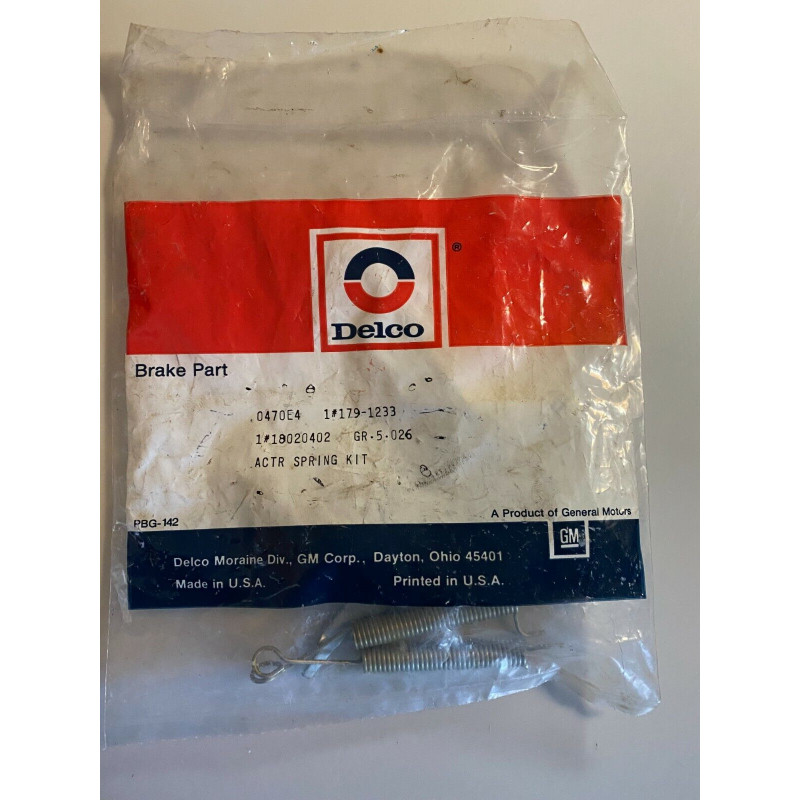 ®
Delco
Brake Part
.0470E4 1#179-1233
1#18020402 GR.5.026
ACTR SPRING KIT
PBG-142 A Product of General Motors
GM
Delco Moraine Div., GM Corp., Dayton, Ohio 45401
Made in U.S.A. Printed in U.S.A.